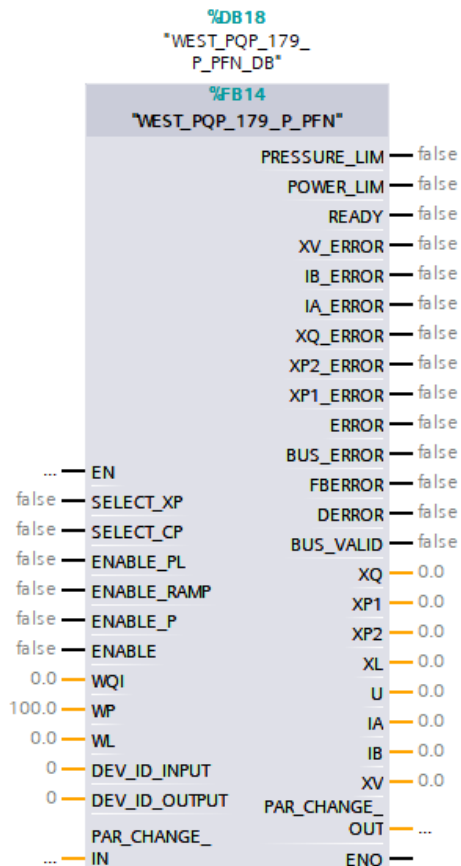 %DB18
"WEST_PQP_179_
P_PFN_DB"
%FB14
"WEST_PQP_179_P_PFN"
PRESSURE_LIM false
POWER_LIM false
READY false
XV_ERROR false
IB_ERROR false
IA_ERROR false
XQ_ERROR false
XP2_ERROR false
XP1_ERROR false
ERROR false
BUS_ERROR false
... EN
FBERROR false
false SELECT_XP
DERROR false
false SELECT_CP
BUS_VALID false
false ENABLE_PL
XQ 0.0
false ENABLE_RAMP
XP1 0.0
false ENABLE_P
XP2 0.0
false ENABLE
XL 0.0
0.0 WQI
U 0.0
100.0 WP
IA 0.0
0.0 WL
IB 0.0
0 DEV_ID_INPUT
XV 0.0
0 DEV_ID_OUTPUT
PAR_CHANGE_
OUT ...
PAR_CHANGE_
... IN
ENO